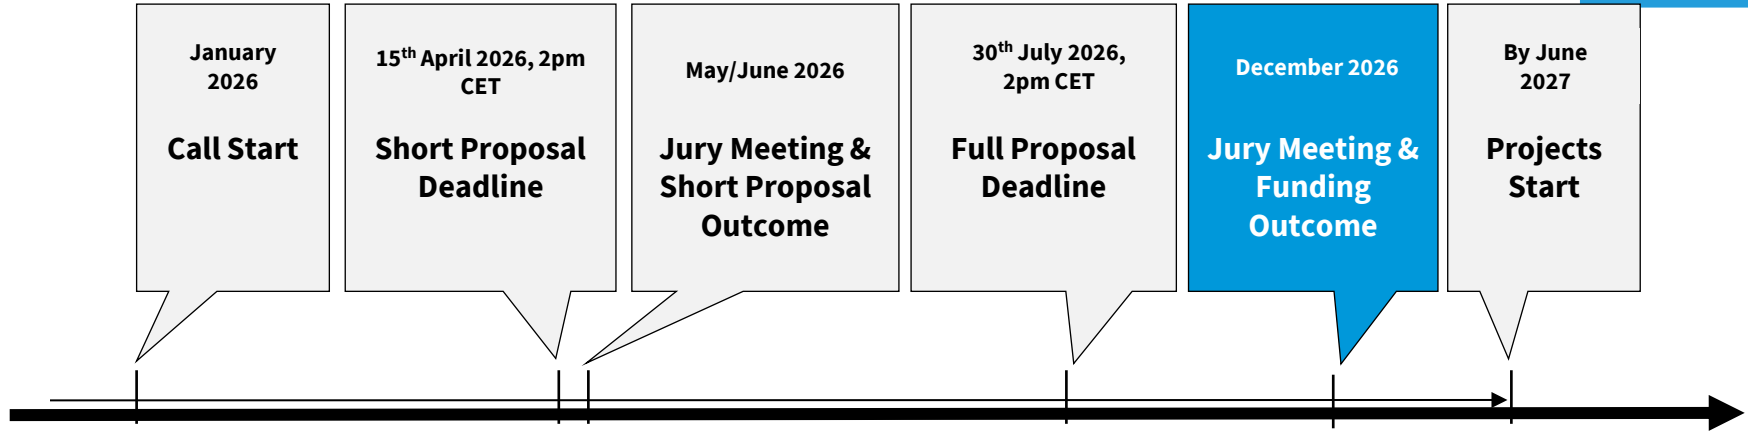 January
2026
Call Start
15th April 2026, 2pm
CET
Short Proposal
Deadline
May/June 2026
Jury Meeting &
Short Proposal
Outcome
30th July 2026,
2pm CET
Full Proposal
Deadline
December 2026
Jury Meeting &
Funding
Outcome
By June
2027
Projects
Start